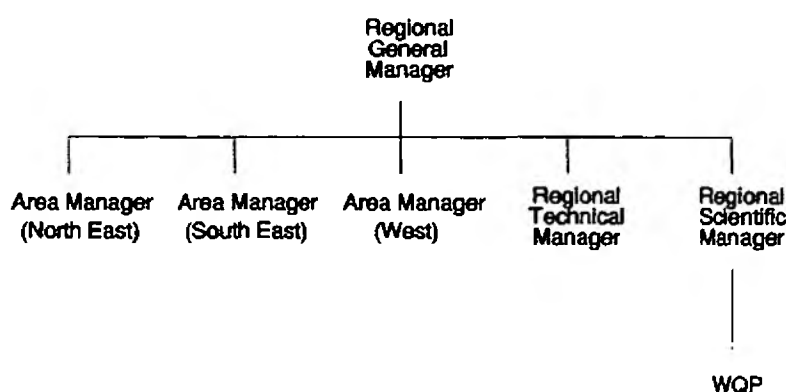 Regional
General
Manager
Area Manager
(North East)
Area Manager
(South East)
Area Manager
(West)
Regional
Technical
Manager
Regional
Scientific
Manager
WQP